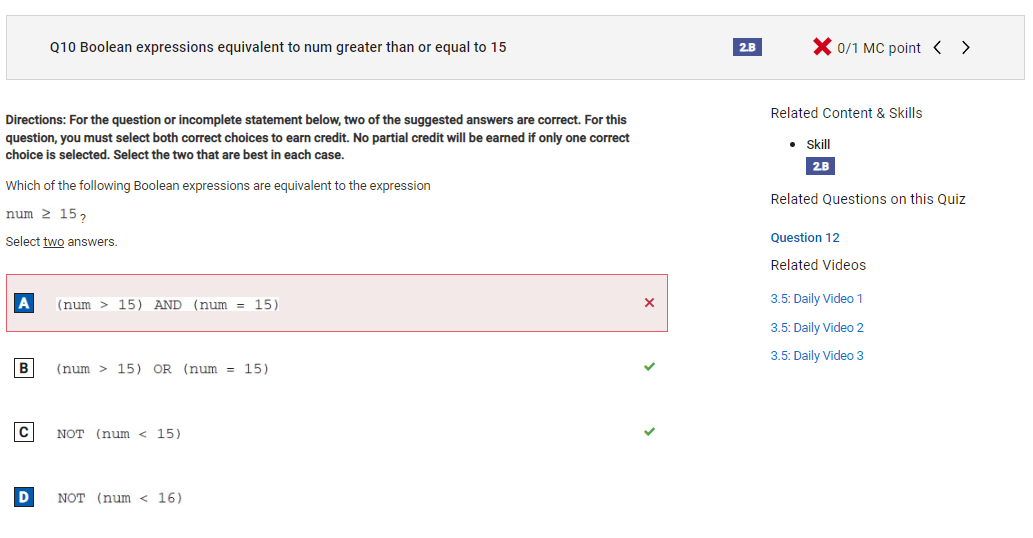 Q10 Boolean expressions equivalent to num greater than or equal to 15
2.B
0/1 MC point
Directions: For the question or incomplete statement below, two of the suggested answers are correct. For this
question, you must select both correct choices to earn credit. No partial credit will be earned if only one correct
choice is selected. Select the two that are best in each case.
Which of the following Boolean expressions are equivalent to the expression
num ≥ 15?
Select two answers.
A (num > 15) AND (num = 15)
B (num > 15) OR (num = 15)
C NOT (num < 15)
D NOT (num < 16)
Related Content & Skills
• Skill
2.B
Related Questions on this Quiz
Question 12
Related Videos
3.5: Daily Video 1
3.5: Daily Video 2
3.5: Daily Video 3